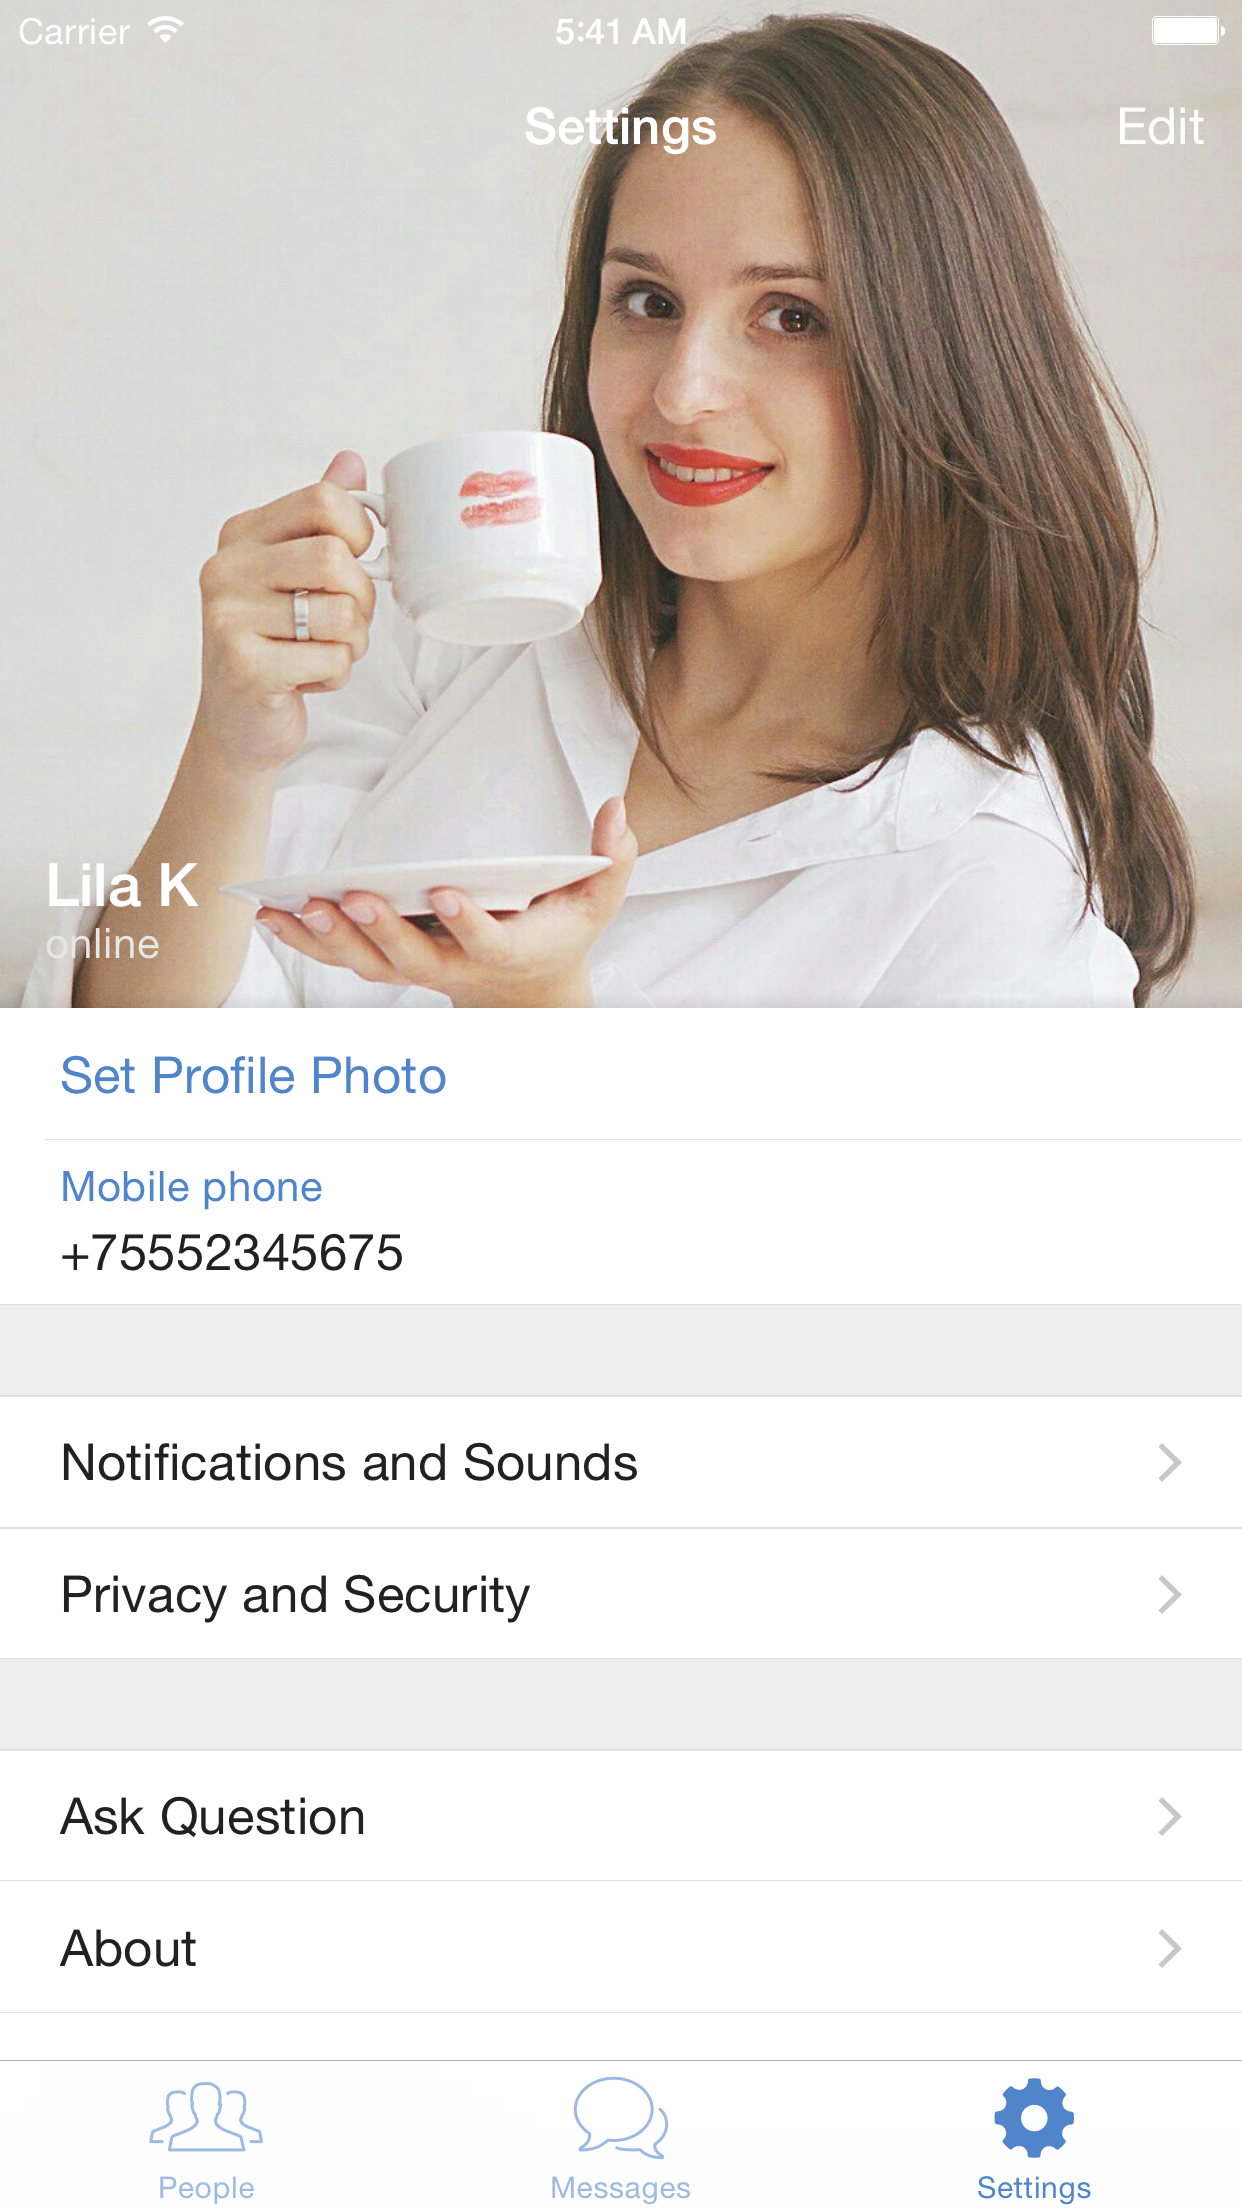 Carrier
5:41 AM
Settings
Edit
Lila K
online
Set Profile Photo
Mobile phone
+75552345675
Notifications and Sounds
Privacy and Security
Ask Question
About
People
Messages
Settings